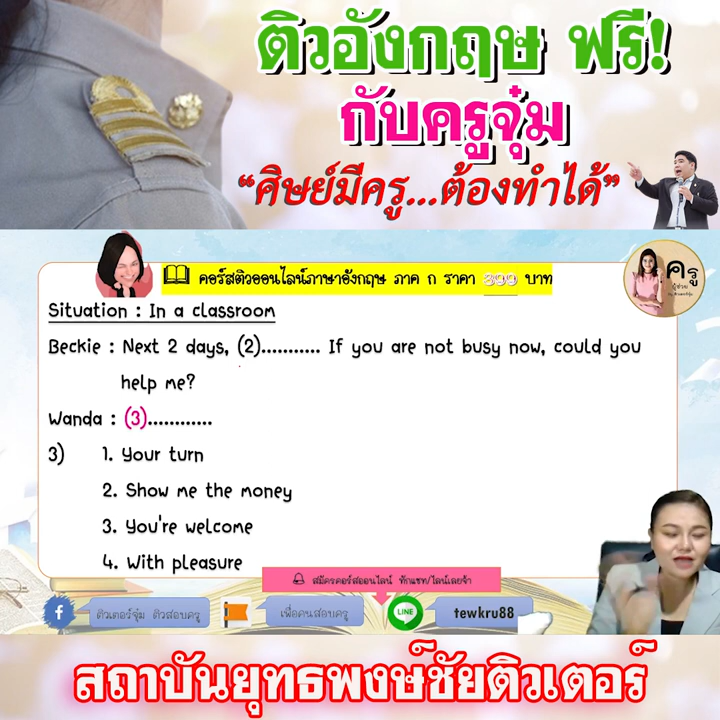 ติวอังกฤษ ฟรี!
กับครูจุ๋ม
"ศิษย์มีครู...ต้องทำได้"
คอร์สติวออนไลน์ภาษาอังกฤษ ภาค ก ราคา 399 บาท
ครู
ผู้ช่วย
Situation : In a classroom
Beckie : Next 2 days, (2)........... If you are not busy now, could you
help me?
Wanda : (3)............
3) 1. Your turn
2. Show me the money
3. You're welcome
4. With pleasure
สมัครคอร์สออนไลน์ ทักแชท/ไลน์เลยจ้า
ติวเตอร์จุ๋ม ติวสอบครู
เพื่อคนสอบครู
LINE
tewkru88
สถาบันยุทธพงษ์ชัยติวเตอร์